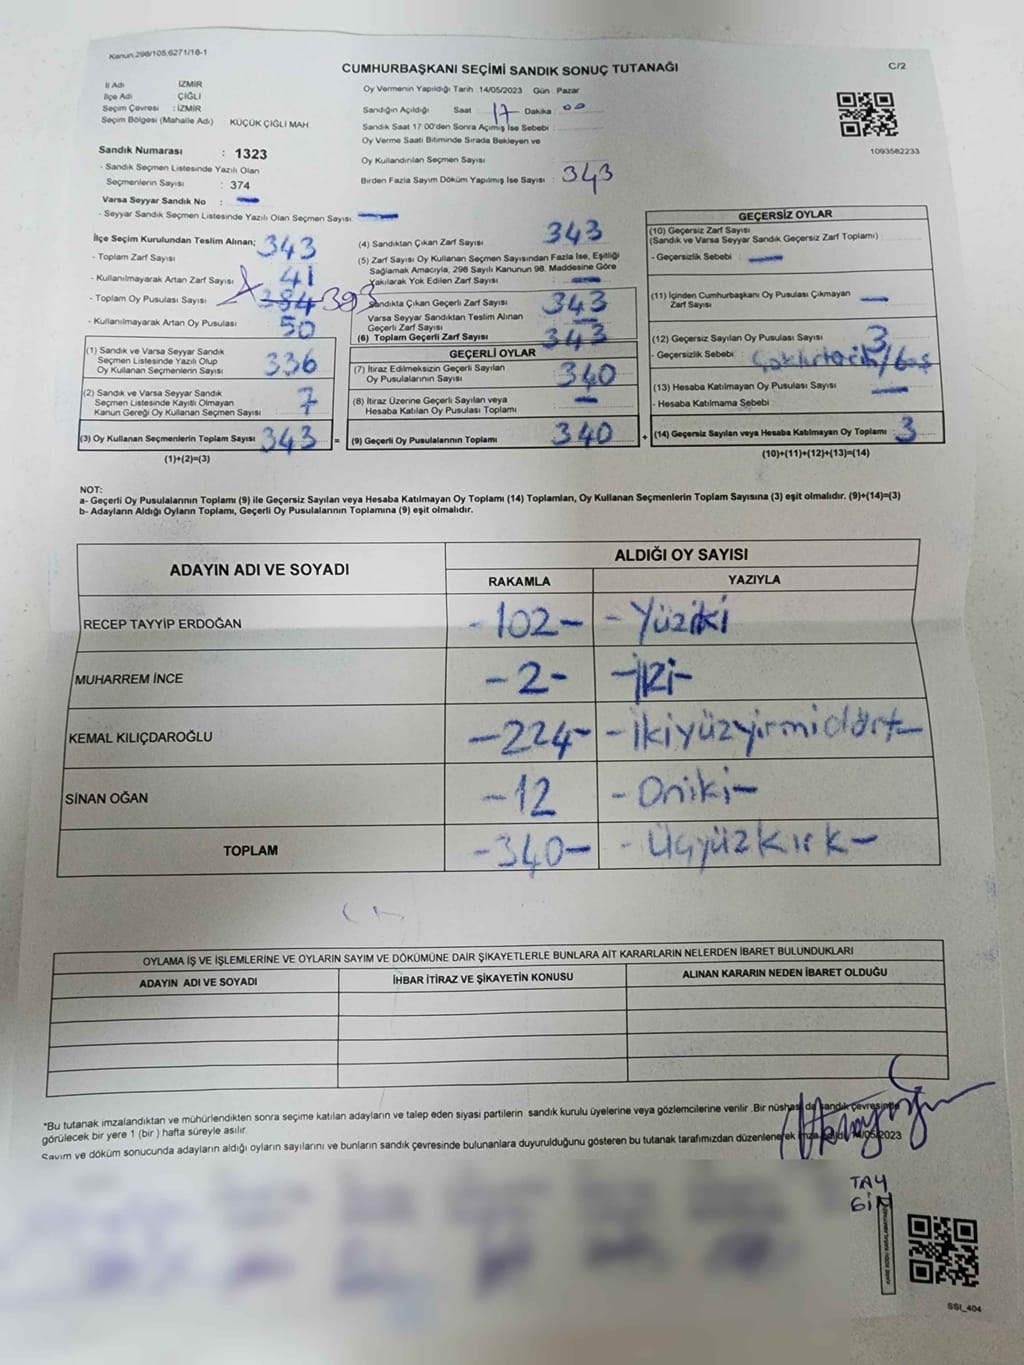 Kanun.298/105,6271/18-1
CUMHURBAŞKANI SEÇİMİ SANDIK SONUÇ TUTANAĞI
C/2
İl Adı İZMİR
İlçe Adı ÇİĞLİ
Seçim Çevresi : İZMİR
Seçim Bölgesi (Mahalle Adı) KÜÇÜK ÇİĞLİ MAH
Sandık Numarası : 1323
- Sandık Seçmen Listesinde Yazılı Olan
Seçmenlerin Sayısı : 374
Varsa Seyyar Sandık No :
- Seyyar Sandık Seçmen Listesinde Yazılı Olan Seçmen Sayısı
Oy Vermenin Yapıldığı Tarih 14/05/2023 Gün : Pazar
Sandığın Açıldığı Saat 17 Dakika 00
Sandık Saat 17:00'den Sonra Açımış İse Sebebi :
Oy Verme Saati Bitiminde Sırada Bekleyen ve
Oy Kullandırılan Seçmen Sayısı
Birden Fazla Sayım Döküm Yapılmış İse Sayısı : 343
1093582233
İlçe Seçim Kurulundan Teslim Alınan;
- Toplam Zarf Sayısı 343
- Kullanılmayarak Artan Zarf Sayısı 41
- Toplam Oy Pusulası Sayısı 384 393
- Kullanılmayarak Artan Oy Pusulası 50
(1) Sandık ve Varsa Seyyar Sandık
Seçmen Listesinde Yazılı Olup
Oy Kullanan Seçmenlerin Sayısı 336
(2) Sandık ve Varsa Seyyar Sandık
Seçmen Listesinde Kayıtlı Olmayan
Kanun Gereği Oy Kullanan Seçmen Sayısı 7
(3) Oy Kullanan Seçmenlerin Toplam Sayısı 343 =
(1)+(2)=(3)
(4) Sandıktan Çıkan Zarf Sayısı 343
(5) Zarf Sayısı Oy Kullanan Seçmen Sayısından Fazla İse, Eşitliği
Sağlamak Amacıyla, 298 Sayılı Kanunun 98. Maddesine Göre
Yakılarak Yok Edilen Zarf Sayısı
Sandıkta Çıkan Geçerli Zarf Sayısı 343
Varsa Seyyar Sandıktan Teslim Alınan
Geçerli Zarf Sayısı
(6) Toplam Geçerli Zarf Sayısı 343
GEÇERLİ OYLAR
(7) İtiraz Edilmeksizin Geçerli Sayılan
Oy Pusulalarının Sayısı 340
(8) İtiraz Üzerine Geçerli Sayılan veya
Hesaba Katılan Oy Pusulası Toplamı
(9) Geçerli Oy Pusulalarının Toplamı 340 +
GEÇERSİZ OYLAR
(10) Geçersiz Zarf Sayısı
(Sandık ve Varsa Seyyar Sandık Geçersiz Zarf Toplamı)
- Geçersizlik Sebebi :
(11) İçinden Cumhurbaşkanı Oy Pusulası Çıkmayan
Zarf Sayısı
(12) Geçersiz Sayılan Oy Pusulası Sayısı : 3
- Geçersizlik Sebebi :
(13) Hesaba Katılmayan Oy Pusulası Sayısı
- Hesaba Katılmama Sebebi
(14) Geçersiz Sayılan veya Hesaba Katılmayan Oy Toplamı : 3
(10)+(11)+(12)+(13)=(14)
NOT:
a- Geçerli Oy Pusulalarının Toplamı (9) ile Geçersiz Sayılan veya Hesaba Katılmayan Oy Toplamı (14) Toplamları, Oy Kullanan Seçmenlerin Toplam Sayısına (3) eşit olmalıdır. (9)+(14)=(3)
b- Adayların Aldığı Oyların Toplamı, Geçerli Oy Pusulalarının Toplamına (9) eşit olmalıdır.
ADAYIN ADI VE SOYADI
ALDIĞI OY SAYISI
RAKAMLA YAZIYLA
RECEP TAYYİP ERDOĞAN -102- -Yüziki
MUHARREM İNCE -2- -İki-
KEMAL KILIÇDAROĞLU -224- -ikiyüzyirmidört-
SİNAN OĞAN -12 -Oniki-
TOPLAM -340- -Üçyüzkırk-
OYLAMA İŞ VE İŞLEMLERİNE VE OYLARIN SAYIM VE DÖKÜMÜNE DAİR ŞİKAYETLERLE BUNLARA AİT KARARLARIN NELERDEN İBARET BULUNDUKLARI
ADAYIN ADI VE SOYADI İHBAR İTİRAZ VE ŞİKAYETİN KONUSU ALINAN KARARIN NEDEN İBARET OLDUĞU
*Bu tutanak imzalandıktan ve mühürlendikten sonra seçime katılan adayların ve talep eden siyasi partilerin sandık kurulu üyelerine veya gözlemcilerine verilir .Bir nüshası da sandık çevresinde
görülecek bir yere 1 (bir ) hafta süreyle asılır.
Sayım ve döküm sonucunda adayların aldığı oyların sayılarını ve bunların sandık çevresinde bulunanlara duyurulduğunu gösteren bu tutanak tarafımızdan düzenlenerek /05/2023
SSI_404